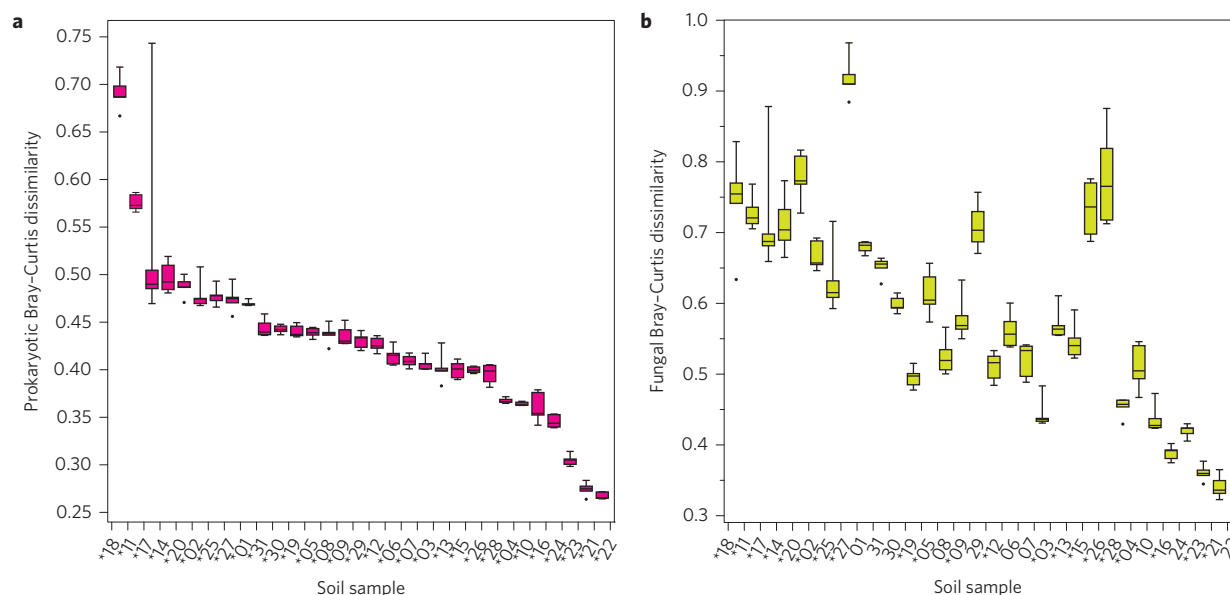 a
Prokaryotic Bray–Curtis dissimilarity
0.75
0.70
0.65
0.60
0.55
0.50
0.45
0.40
0.35
0.30
0.25
*18 *11 *17 *14 *20 *02 *25 *27 *01 *31 *30 *19 *05 *08 *09 *29 *12 *06 *07 *03 *13 *15 *26 *28 *04 *10 *16 *24 *23 *21 *22
Soil sample
b
Fungal Bray–Curtis dissimilarity
1.0
0.9
0.8
0.7
0.6
0.5
0.4
0.3
*18 *11 *17 *14 *20 *02 *25 *27 01 31 30 *19 *05 *08 *09 *29 *12 06 07 *03 *13 *15 *26 *28 *04 *10 *16 24 *23 *21
Soil sample